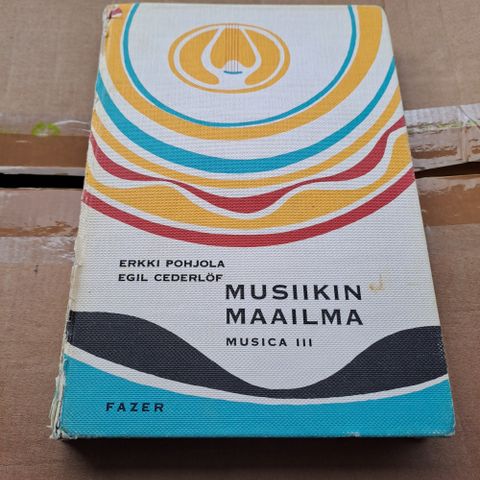 ERKKI POHJOLA
EGIL CEDERLÖF
MUSIIKIN
MAAILMA
MUSICA III
FAZER